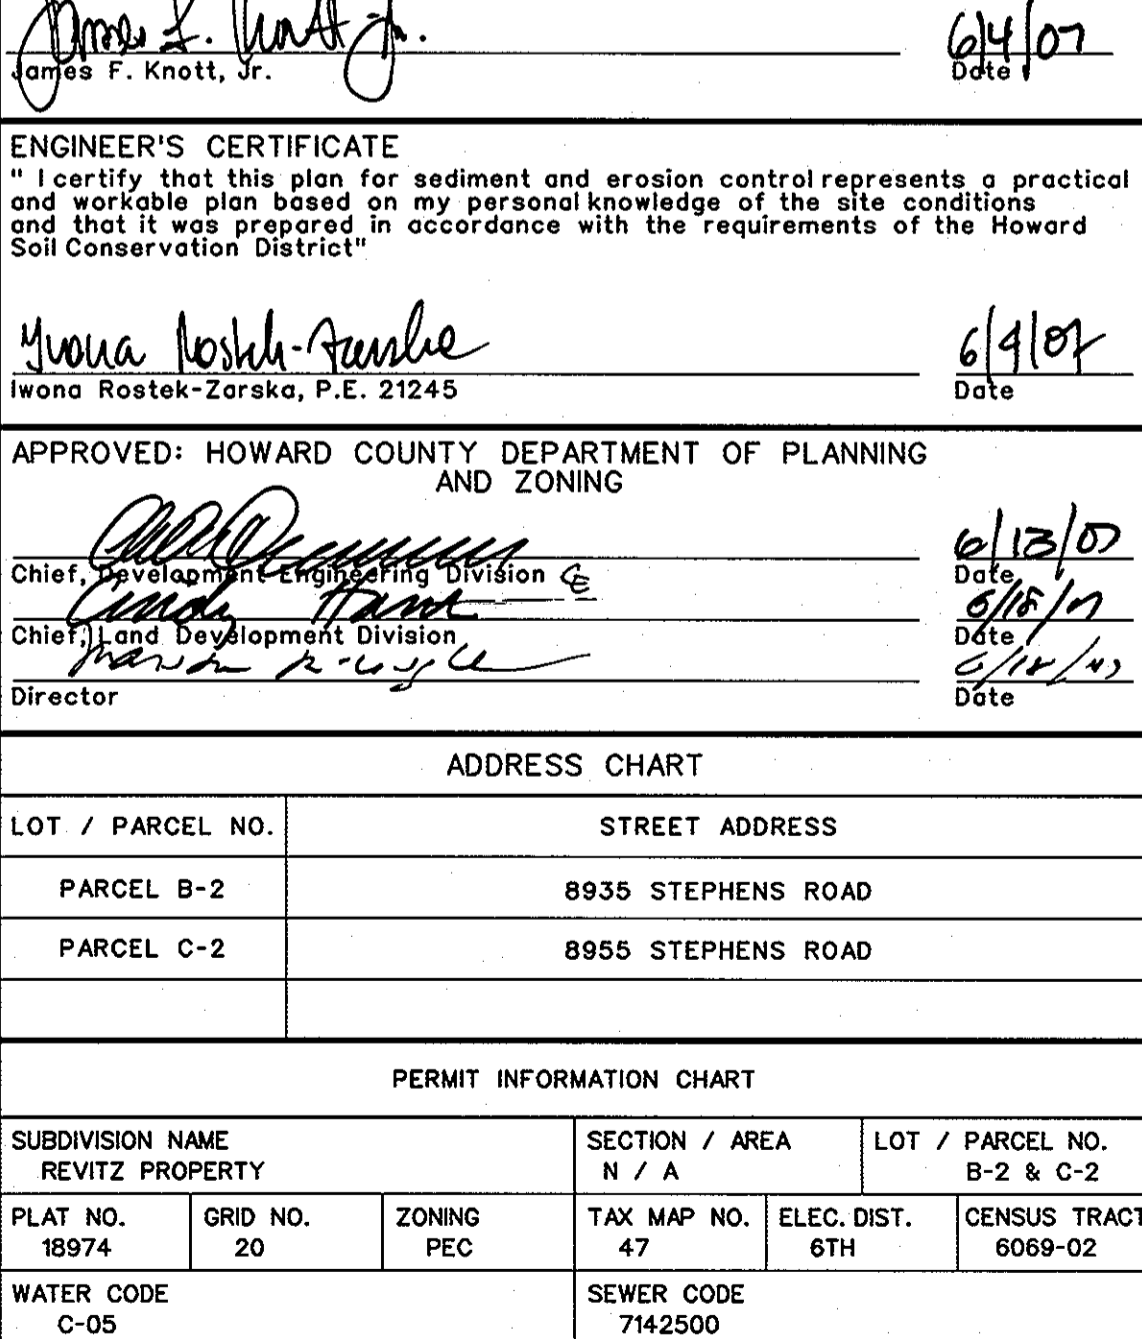 James F. Knott Jr.
6/4/07
James F. Knott, Jr.
Date
ENGINEER'S CERTIFICATE
" I certify that this plan for sediment and erosion control represents a practical
and workable plan based on my personal knowledge of the site conditions
and that it was prepared in accordance with the requirements of the Howard
Soil Conservation District"
Iwona Rostek-Zarska
6/4/07
Iwona Rostek-Zarska, P.E. 21245
Date
APPROVED: HOWARD COUNTY DEPARTMENT OF PLANNING
AND ZONING
6/13/07
Chief, Development Engineering Division
Date
Cindy
6/18/07
Chief, Land Development Division
Date
6/18/07
Director
Date
ADDRESS CHART
LOT / PARCEL NO.
STREET ADDRESS
PARCEL B-2
8935 STEPHENS ROAD
PARCEL C-2
8955 STEPHENS ROAD
PERMIT INFORMATION CHART
SUBDIVISION NAME
REVITZ PROPERTY
SECTION / AREA
N / A
LOT / PARCEL NO.
B-2 & C-2
PLAT NO.
18974
GRID NO.
20
ZONING
PEC
TAX MAP NO.
47
ELEC. DIST.
6TH
CENSUS TRACT
6069-02
WATER CODE
C-05
SEWER CODE
7142500